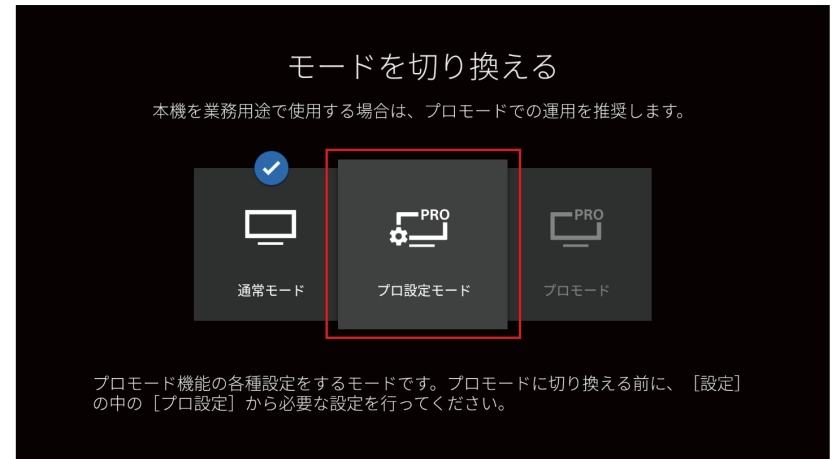 モードを切り換える
本機を業務用途で使用する場合は、プロモードでの運用を推奨します。
PRO
PRO
通常モード
プロ設定モード
プロモード
プロモード機能の各種設定をするモードです。プロモードに切り換える前に、［設定］
の中の［プロ設定］から必要な設定を行ってください。